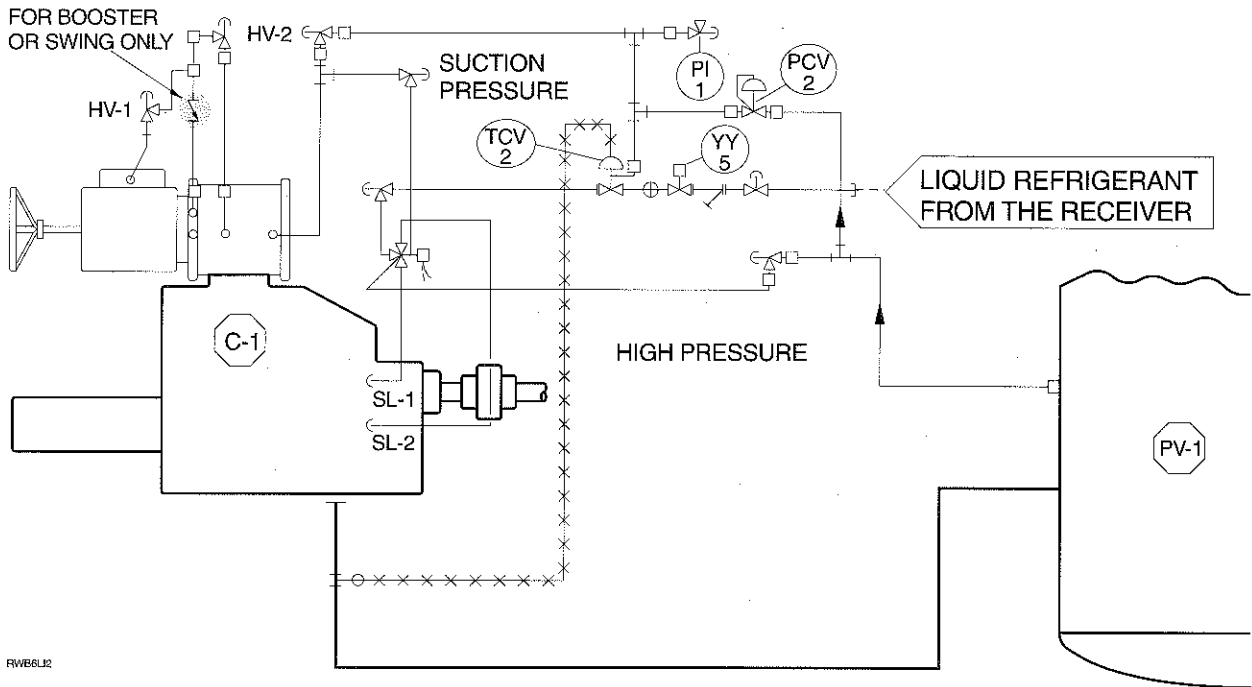 FOR BOOSTER
OR SWING ONLY
HV-1
HV-2
SUCTION
PRESSURE
PI
1
PCV
2
TCV
2
YY
5
LIQUID REFRIGERANT
FROM THE RECEIVER
C-1
HIGH PRESSURE
SL-1
SL-2
PV-1